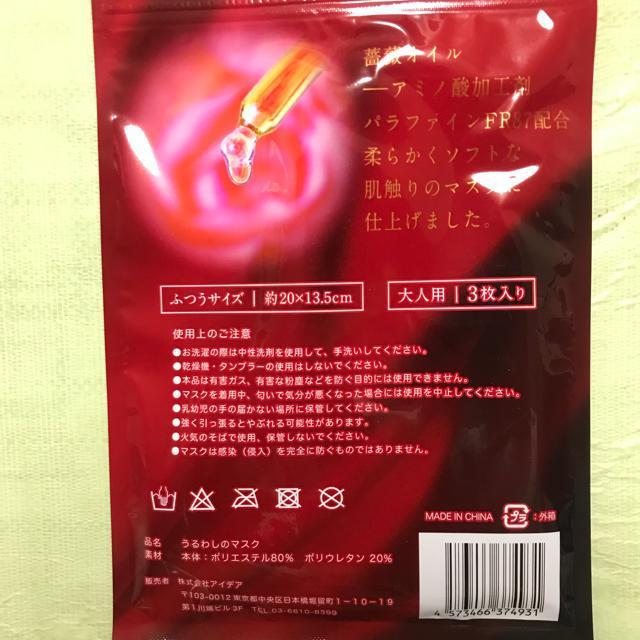 薔薇オイル
―アミノ酸加工剤
パラファインFR87配合
柔らかくソフトな
肌触りのマスクに
仕上げました。
ふつうサイズ | 約20×13.5cm
大人用 | 3枚入り
使用上のご注意
●お洗濯の際は中性洗剤を使用して、手洗いしてください。
●乾燥機・タンブラーの使用はしないでください。
●本品は有害ガス、有害な粉塵などを防ぐ目的には使用できません。
●マスクを着用中、匂いで気分が悪くなった場合には使用を中止してください。
●乳幼児の手の届かない場所に保管してください。
●強く引っ張るとやぶれる可能性があります。
●火気のそばで使用、保管しないでください。
●マスクは感染（侵入）を完全に防ぐものではありません。
MADE IN CHINA プラ :外箱
品名 うるわしのマスク
素材 本体：ポリエステル80% ポリウレタン 20%
販売者 株式会社アイデア
〒103-0012 東京都中央区日本橋堀留町1-10-19
第1川端ビル3F TEL.03-6810-8399
4 573466 374931